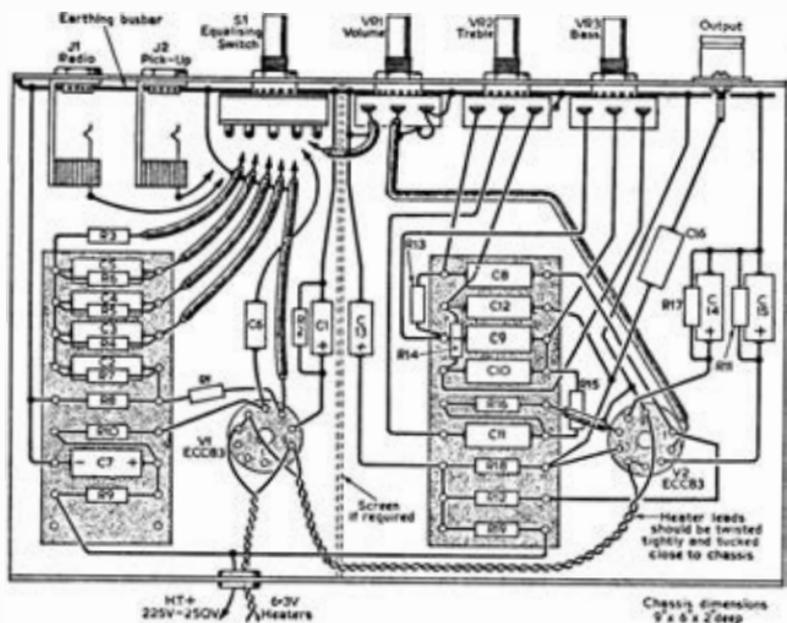 Earthing busbar
J1
Radio
J2
Pick-Up
S1
Equalising
Switch
VR1
Volume
VR2
Treble
VR3
Bass
Output
R3
C5
R6
C4
R5
C3
R4
C2
R7
R8
R10
C7
R9
R1
C6
R2
C1
C13
V1
ECC83
Screen
if required
R13
R14
C8
C12
C9
C10
R15
R16
C11
R18
R12
R19
C16
R17
C14
R11
C15
V2
ECC83
Heater leads
should be twisted
tightly and tucked
close to chassis
HT+
225V-250V
6·3V
Heaters
Chassis dimensions
9"x 6"x 2"deep